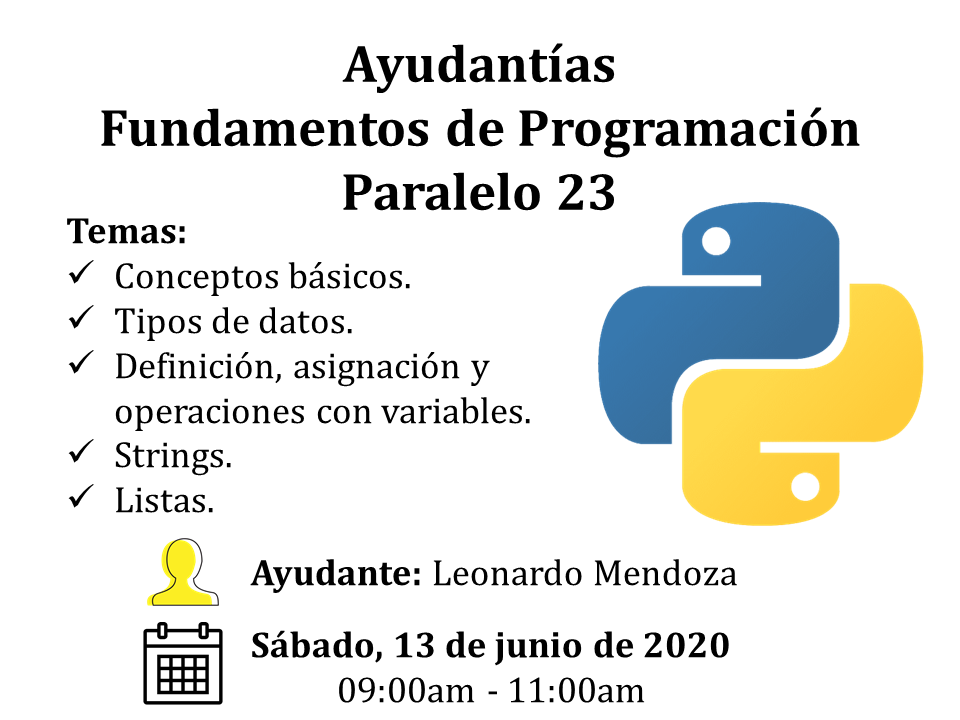 Ayudantías
Fundamentos de Programación
Paralelo 23
Temas:
✓ Conceptos básicos.
✓ Tipos de datos.
✓ Definición, asignación y
operaciones con variables.
✓ Strings.
✓ Listas.
Ayudante: Leonardo Mendoza
Sábado, 13 de junio de 2020
09:00am - 11:00am